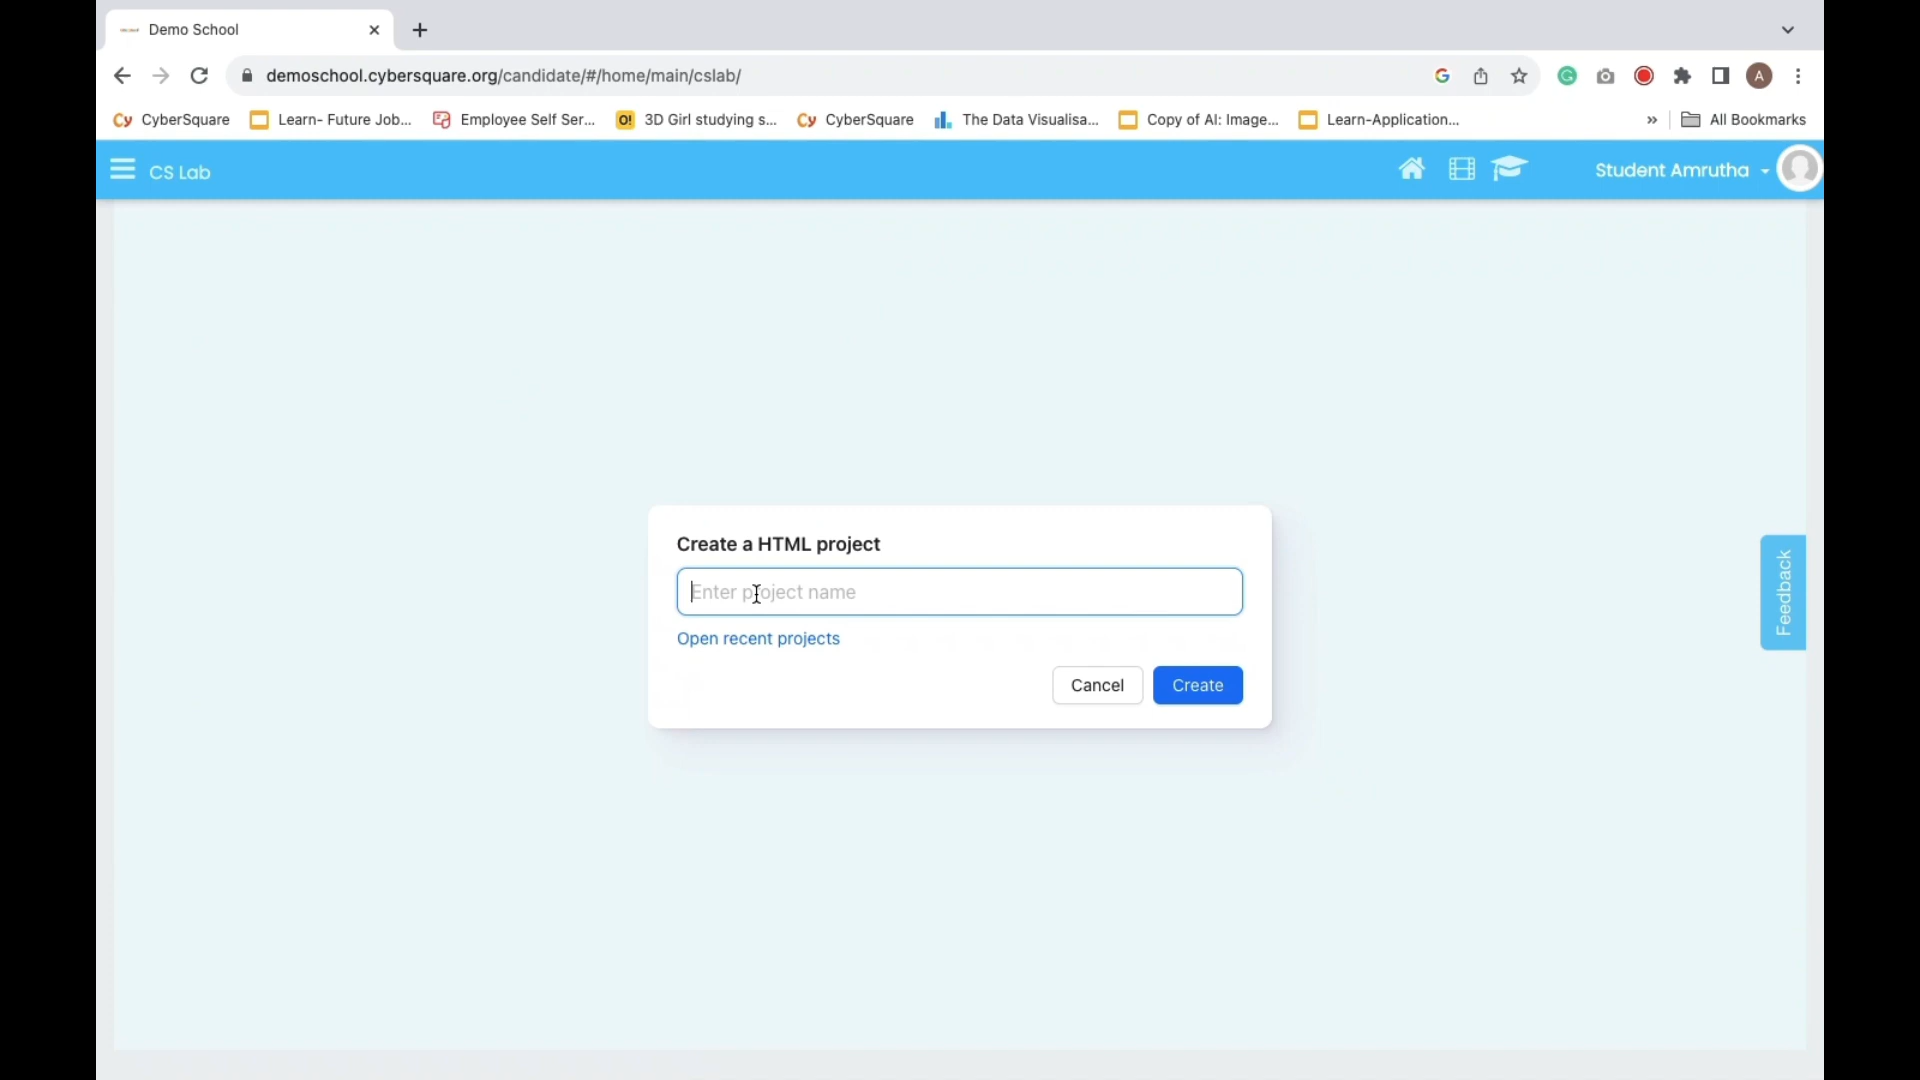 Demo School
demoschool.cybersquare.org/candidate/#/home/main/cslab/
A
CyberSquare
Learn- Future Job...
Employee Self Ser...
3D Girl studying s...
CyberSquare
The Data Visualisa...
Copy of AI: Image...
Learn-Application...
»
All Bookmarks
CS Lab
Student Amrutha
Create a HTML project
Enter project name
Open recent projects
Cancel
Create
Feedback